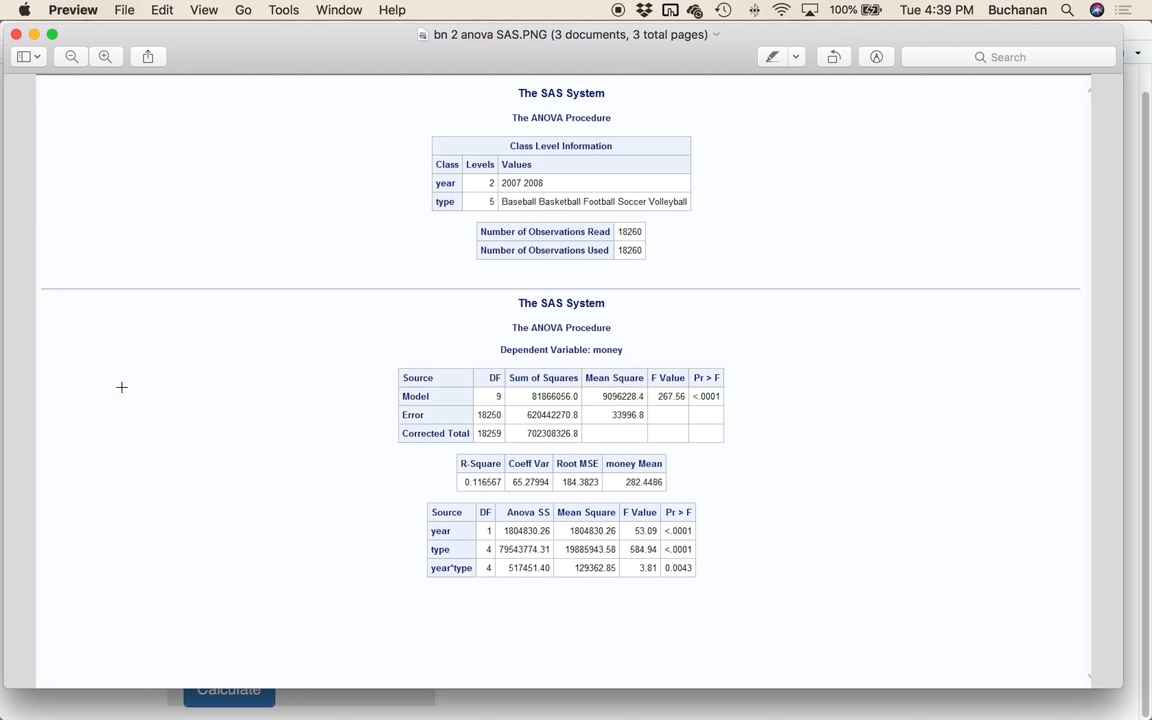 Preview File Edit View Go Tools Window Help 100% Tue 4:39 PM Buchanan
bn 2 anova SAS.PNG (3 documents, 3 total pages)
Search
The SAS System
The ANOVA Procedure
Class Level Information
Class Levels Values
year 2 2007 2008
type 5 Baseball Basketball Football Soccer Volleyball
Number of Observations Read 18260
Number of Observations Used 18260
The SAS System
The ANOVA Procedure
Dependent Variable: money
Source DF Sum of Squares Mean Square F Value Pr > F
Model 9 81866056.0 9096228.4 267.56 <.0001
Error 18250 620442270.8 33996.8
Corrected Total 18259 702308326.8
R-Square Coeff Var Root MSE money Mean
0.116567 65.27994 184.3823 282.4486
Source DF Anova SS Mean Square F Value Pr > F
year 1 1804830.26 1804830.26 53.09 <.0001
type 4 79543774.31 19885943.58 584.94 <.0001
year*type 4 517451.40 129362.85 3.81 0.0043
Calculate